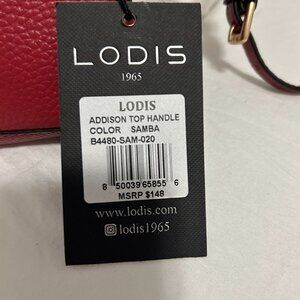 LODIS
1965
LODIS
ADDISON TOP HANDLE
COLOR SAMBA
B4480-SAM-020
8 50039 65855 6
MSRP $148
www.lodis.com
lodis1965